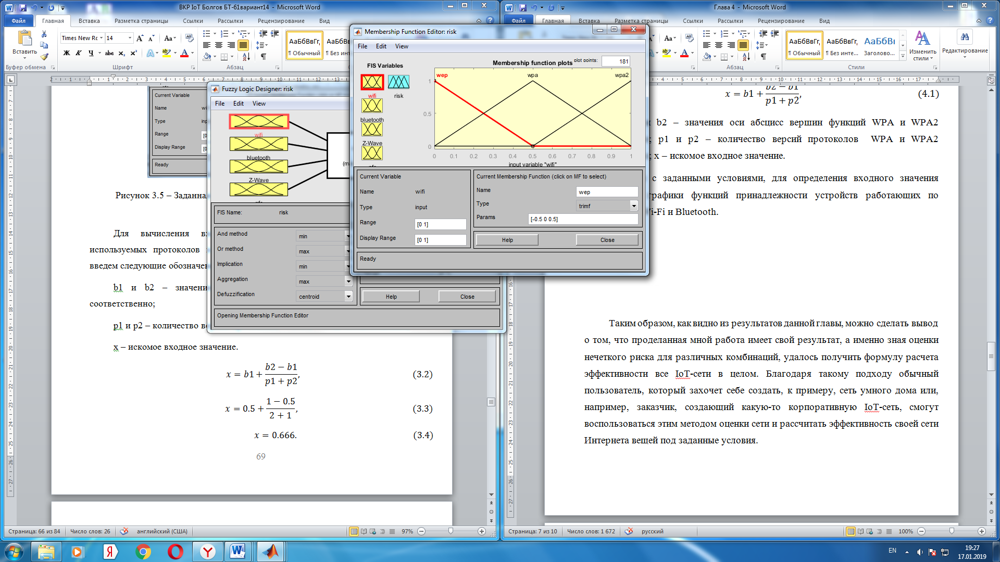 ВКР IoT Болгов БТ-61вариант14 - Microsoft Word
Файл Главная Вставка Разметка страницы Ссылки Рассылки Рецензирование Вид
Вставить
Times New Ro 14
Ж К Ч abc x₂ x²
АаБбВвГг, АаБбВвГг,
¶ Обычный ¶ Без инте
Буфер обмена Шрифт Абзац
Current Variable
Name
Type
Range
Display Range
Ready
Рисунок 3.5 – Заданна
Для вычисления вх
используемых протоколов
введем следующие обозначен
b1 и b2 – значени
соответственно;
p1 и p2 – количество ве
x – искомое входное значение.
x = b1 + (b2 − b1)/(p1 + p2), (3.2)
x = 0.5 + (1 − 0.5)/(2 + 1), (3.3)
x = 0.666. (3.4)
69
Страница: 66 из 84 Число слов: 26 английский (США) 97%
Fuzzy Logic Designer: risk
File Edit View
wifi
bluetooth
Z-Wave
FIS Name: risk
And method min
Or method max
Implication min
Aggregation max
Defuzzification centroid
Help Close
Opening Membership Function Editor
Membership Function Editor: risk
File Edit View
FIS Variables
wifi risk
bluetooth
Z-Wave
Membership function plots plot points: 181
wep wpa wpa2
1
0.5
0
0 0.1 0.2 0.3 0.4 0.5 0.6 0.7 0.8 0.9 1
input variable "wifi"
Current Variable
Name wifi
Type input
Range [0 1]
Display Range [0 1]
Current Membership Function (click on MF to select)
Name wep
Type trimf
Params [-0.5 0 0.5]
Help Close
Ready
Глава 4 - Microsoft Word
Файл Главная Вставка Разметка страницы Ссылки Рассылки Рецензирование Вид
АаБбВвГг, АаБбВвГг, АаБбВı
¶ Обычный ¶ Без инте... Заголово...
Изменить стили
Редактирование
Абзац Стили
x = b1 + (b2 − b1)/(p1 + p2), (4.1)
b2 – значения оси абсцисс вершин функций WPA и WPA2
; p1 и p2 – количество версий протоколов WPA и WPA2
; x – искомое входное значение.
с заданными условиями, для определения входного значения
графики функций принадлежности устройств работающих по
Wi-Fi и Bluetooth.
Таким образом, как видно из результатов данной главы, можно сделать вывод
о том, что проделанная мной работа имеет свой результат, а именно зная оценки
нечеткого риска для различных комбинаций, удалось получить формулу расчета
эффективности все IoT-сети в целом. Благодаря такому подходу обычный
пользователь, который захочет себе создать, к примеру, сеть умного дома или,
например, заказчик, создающий какую-то корпоративную IoT-сеть, смогут
воспользоваться этим методом оценки сети и рассчитать эффективность своей сети
Интернета вещей под заданные условия.
Страница: 7 из 10 Число слов: 1 672 русский 100%
EN
19:27
17.01.2019